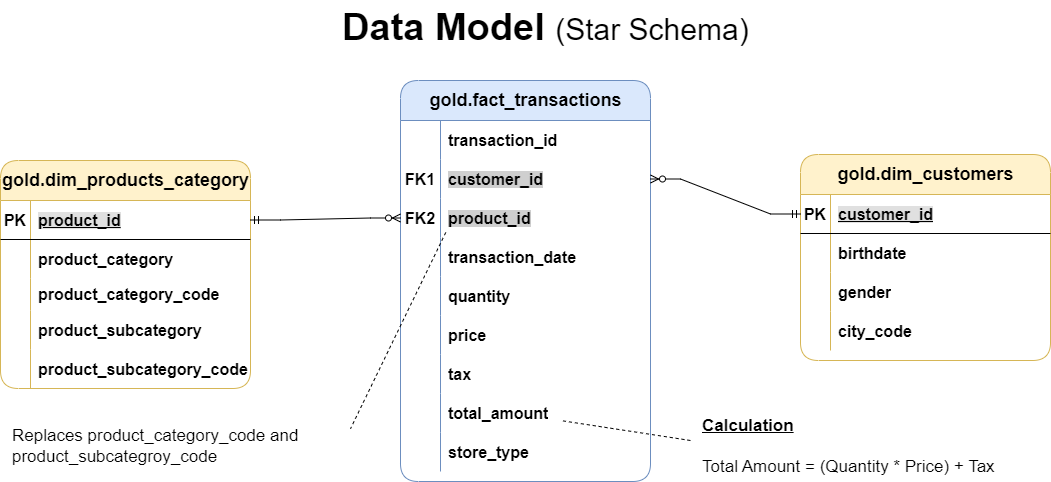 Data Model (Star Schema)
gold.dim_products_category
PK product_id
product_category
product_category_code
product_subcategory
product_subcategory_code
gold.fact_transactions
transaction_id
FK1 customer_id
FK2 product_id
transaction_date
quantity
price
tax
total_amount
store_type
gold.dim_customers
PK customer_id
birthdate
gender
city_code
Replaces product_category_code and
product_subcategroy_code
Calculation
Total Amount = (Quantity * Price) + Tax